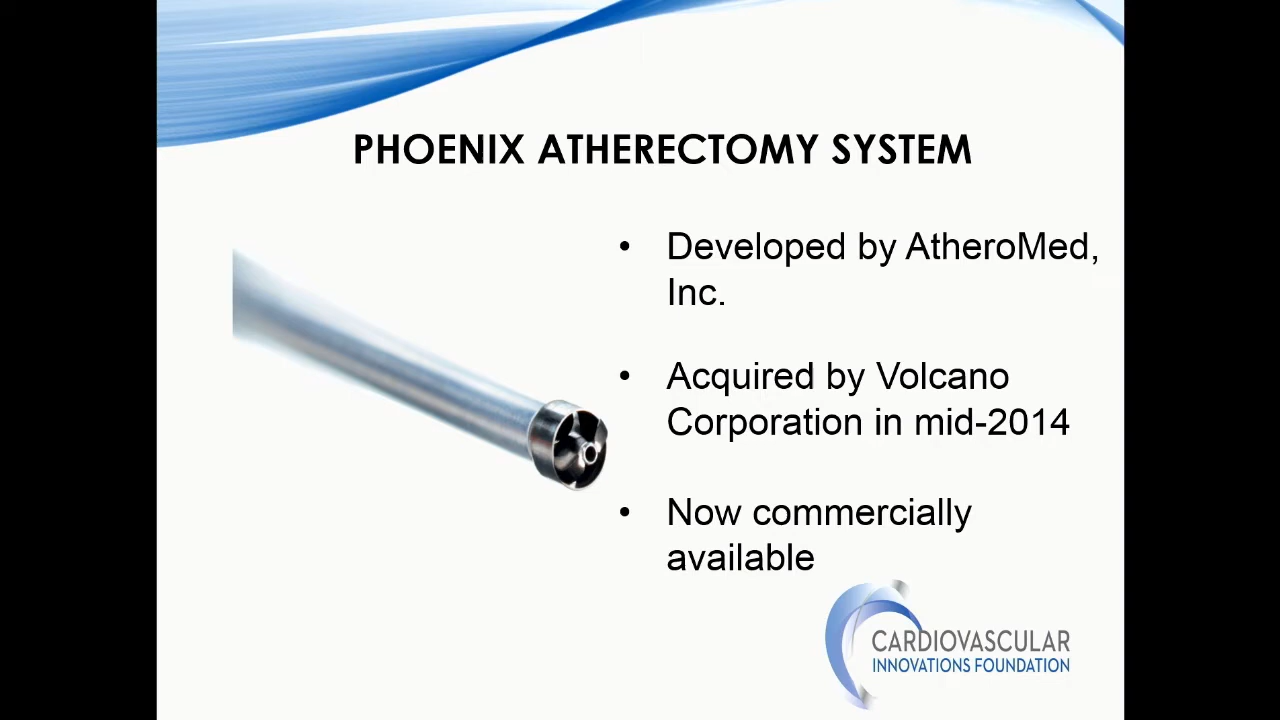 PHOENIX ATHERECTOMY SYSTEM
• Developed by AtheroMed,
Inc.
• Acquired by Volcano
Corporation in mid-2014
• Now commercially
available
CARDIOVASCULAR
INNOVATIONS FOUNDATION